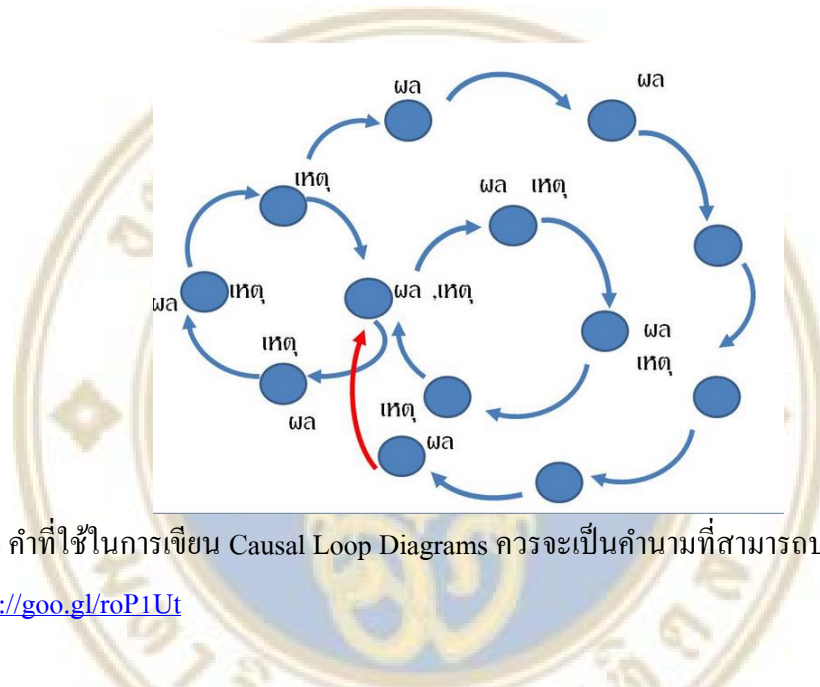 ผล
ผล
เหตุ
ผล เหตุ
ผล เหตุ
ผล ,เหตุ
เหตุ
ผล
เหตุ
ผล
เหตุ
ผล
คำที่ใช้ในการเขียน Causal Loop Diagrams ควรจะเป็นคำนามที่สามารถ
://goo.gl/roP1Ut